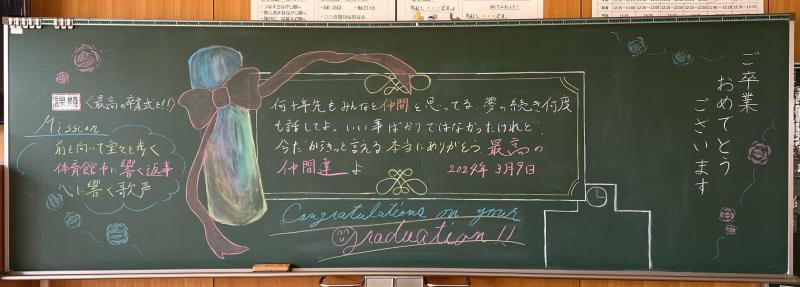 ご卒業
おめでとう
ございます
課題
<最高の卒業式を!!>
Mission
前を向いて堂々と歩く
体育館中に響く返事
心に響く歌声
何十年先もみんなと仲間を思ってる 夢の続き何度
も話してよ。いい事ばかりではなかったけれど、
今だからきっと言える 本当にありがとう 最高の
仲間達よ 2024年 3月9日
Congratulations on your
graduation!!